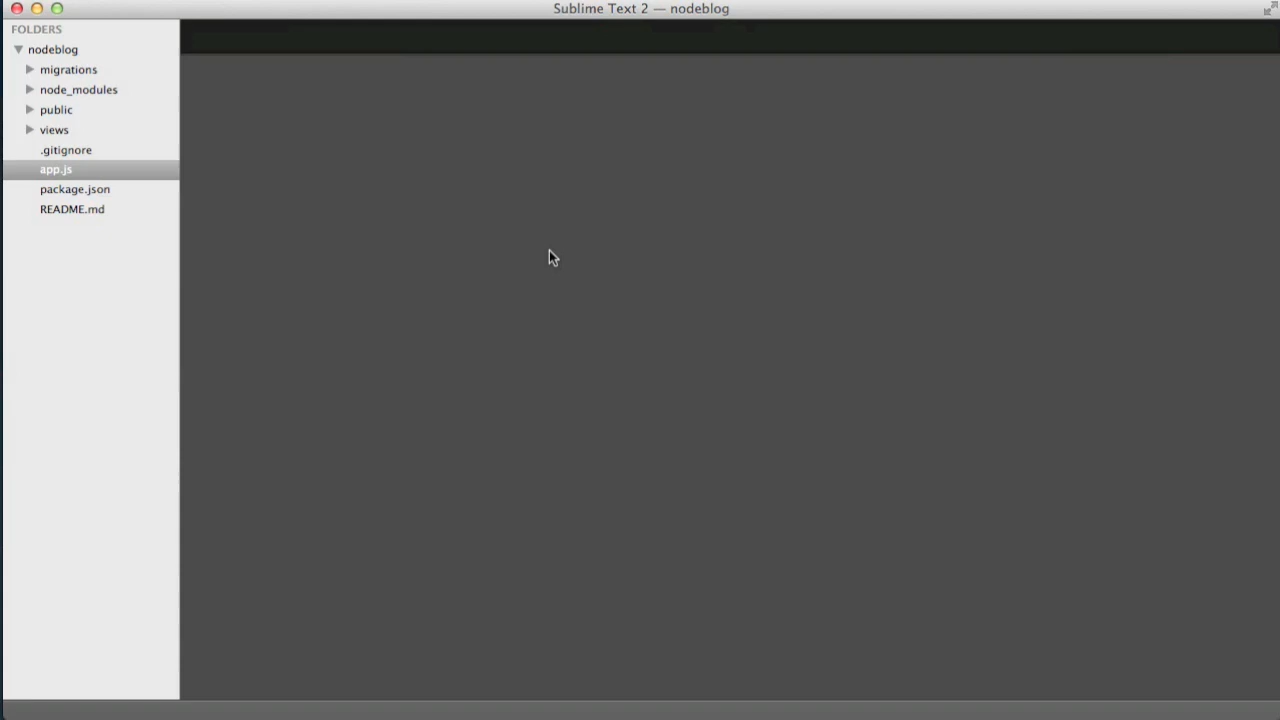 Sublime Text 2 — nodeblog
FOLDERS
nodeblog
migrations
node_modules
public
views
.gitignore
app.js
package.json
README.md